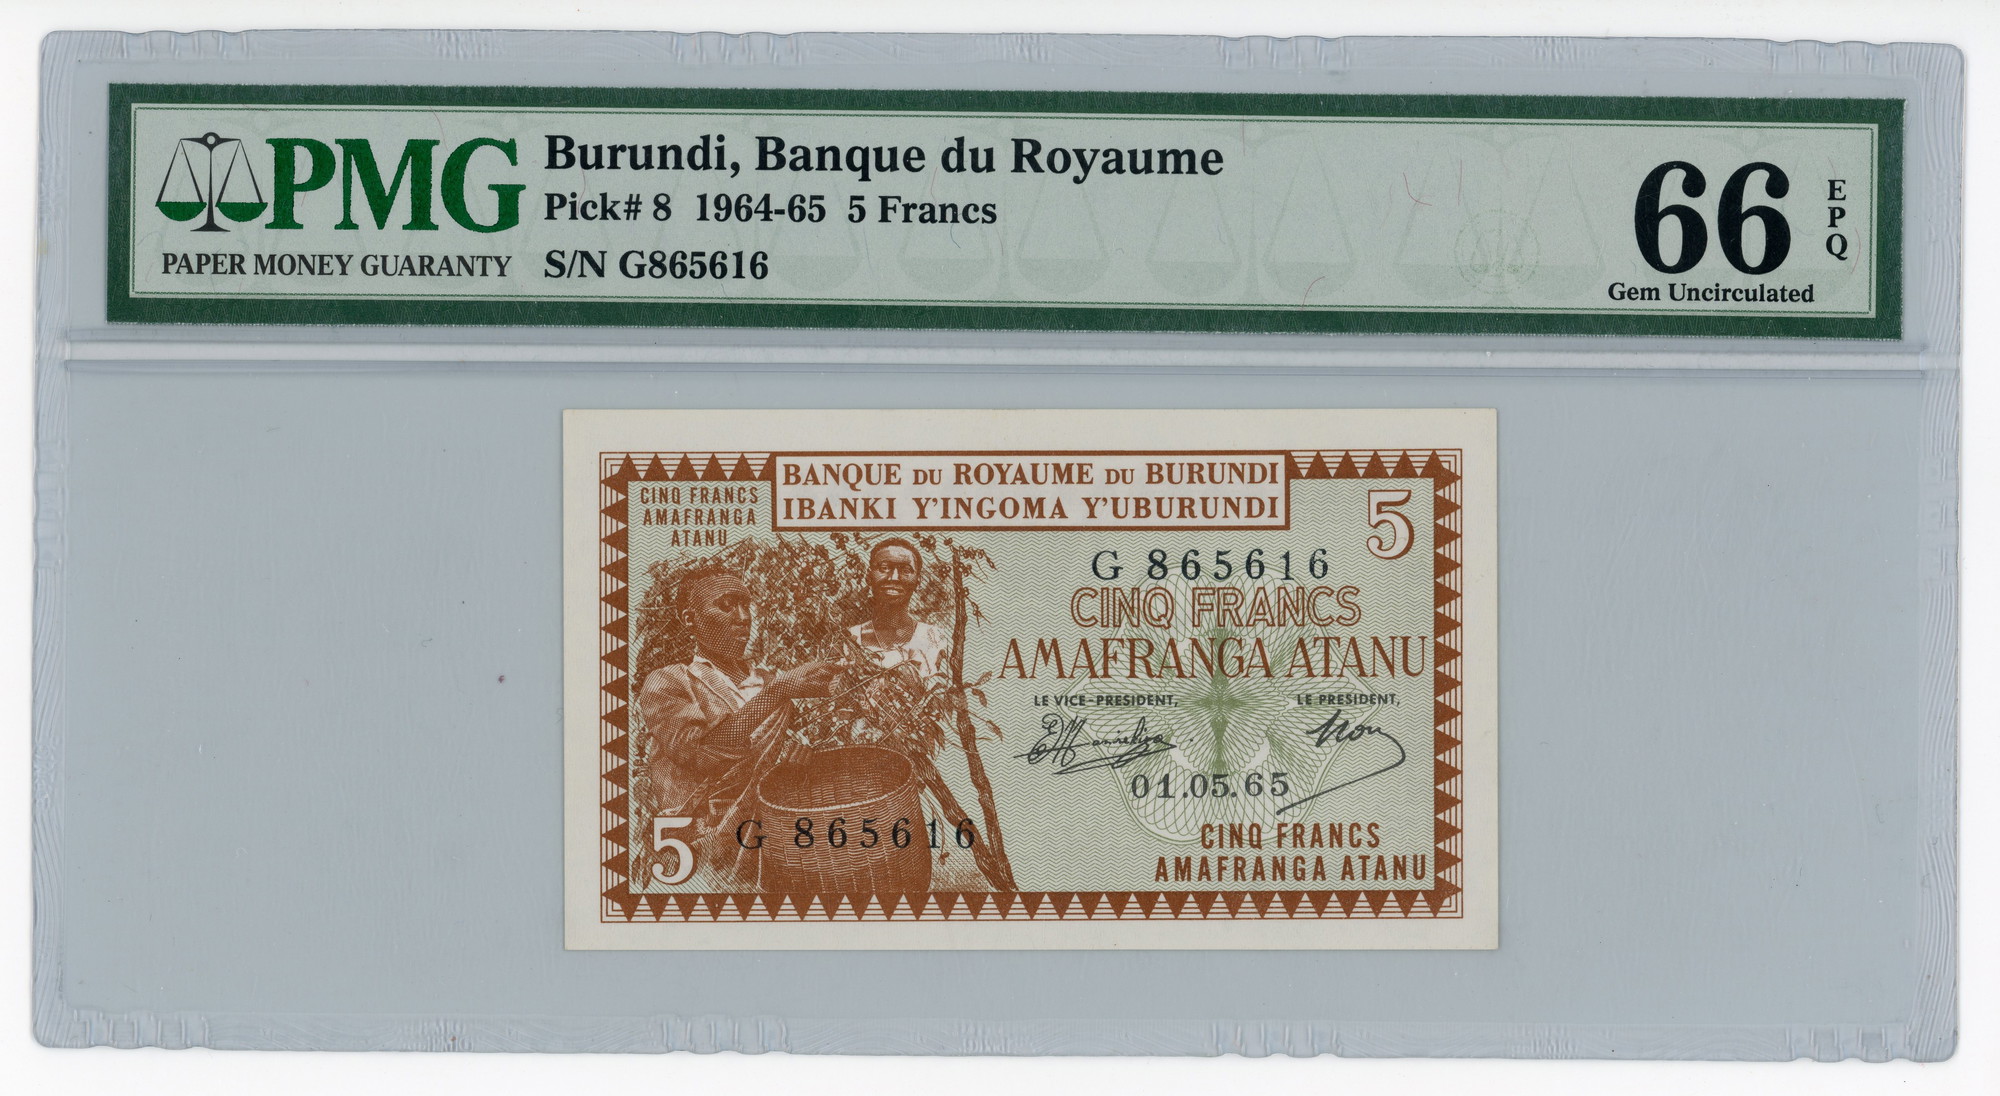 PMG
PAPER MONEY GUARANTY
Burundi, Banque du Royaume
Pick# 8 1964-65 5 Francs
S/N G865616
66
EPQ
Gem Uncirculated
BANQUE DU ROYAUME DU BURUNDI
IBANKI Y'INGOMA Y'UBURUNDI
CINQ FRANCS
AMAFRANGA
ATANU
5
G 865616
CINQ FRANCS
AMAFRANGA ATANU
LE VICE-PRESIDENT,
LE PRESIDENT,
01.05.65
5
G 865616
CINQ FRANCS
AMAFRANGA ATANU